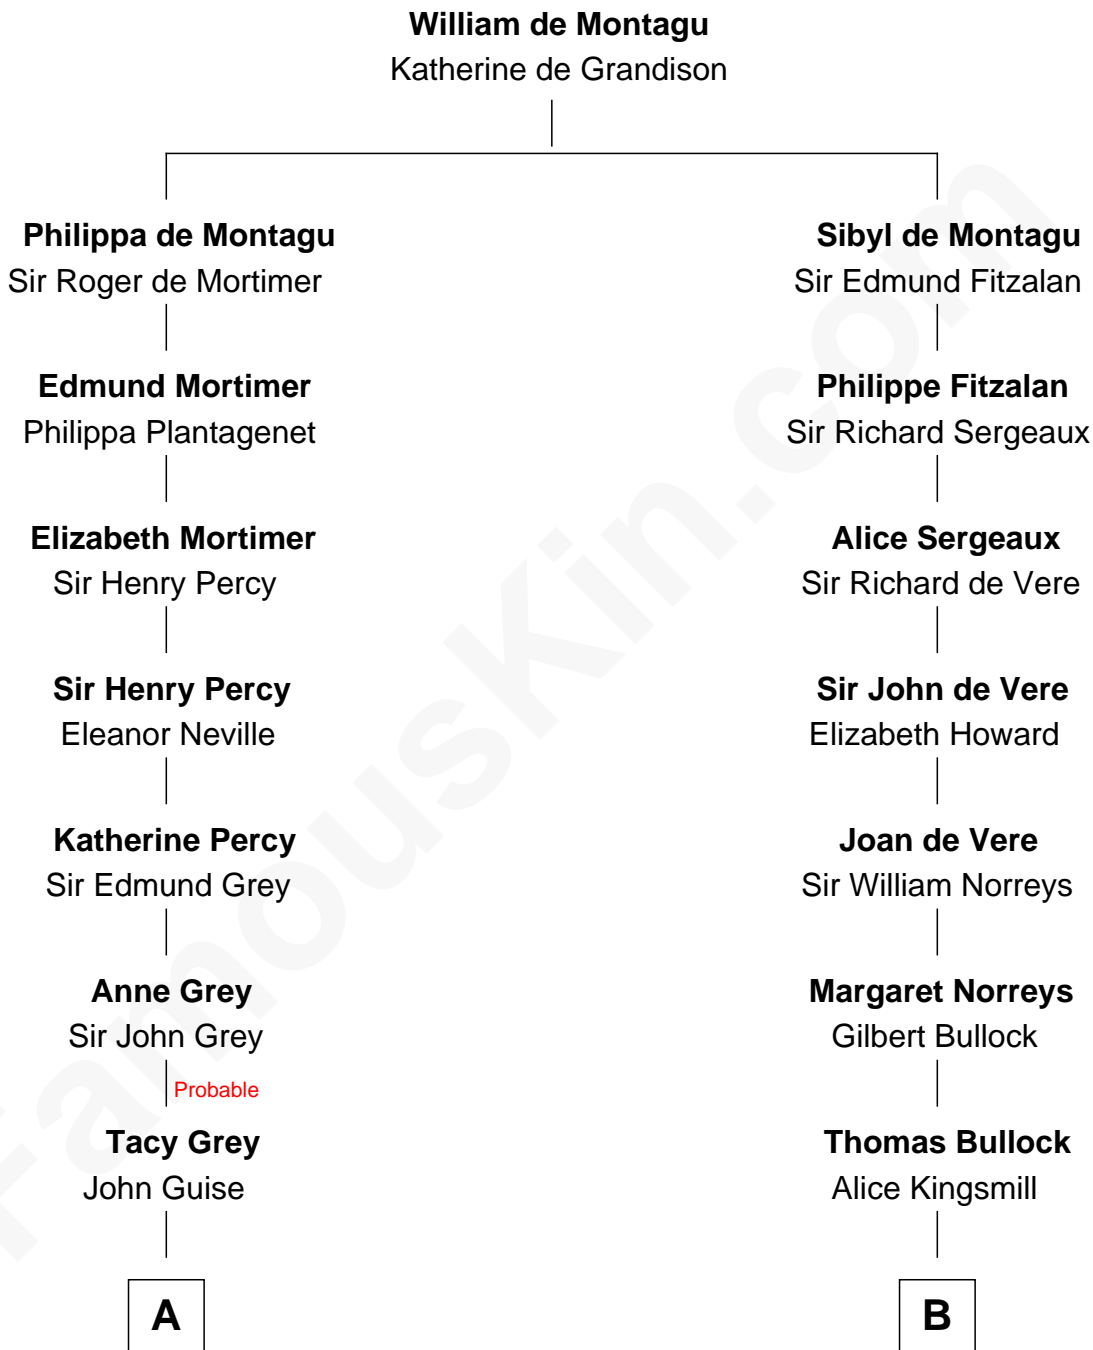 William de Montagu
Katherine de Grandison
Philippa de Montagu
Sir Roger de Mortimer
Sibyl de Montagu
Sir Edmund Fitzalan
Edmund Mortimer
Philippa Plantagenet
Philippe Fitzalan
Sir Richard Sergeaux
Elizabeth Mortimer
Sir Henry Percy
Alice Sergeaux
Sir Richard de Vere
Sir Henry Percy
Eleanor Neville
Sir John de Vere
Elizabeth Howard
Katherine Percy
Sir Edmund Grey
Joan de Vere
Sir William Norreys
Anne Grey
Sir John Grey
Margaret Norreys
Gilbert Bullock
Probable
Tacy Grey
John Guise
Thomas Bullock
Alice Kingsmill
A
B
FamousKin.com